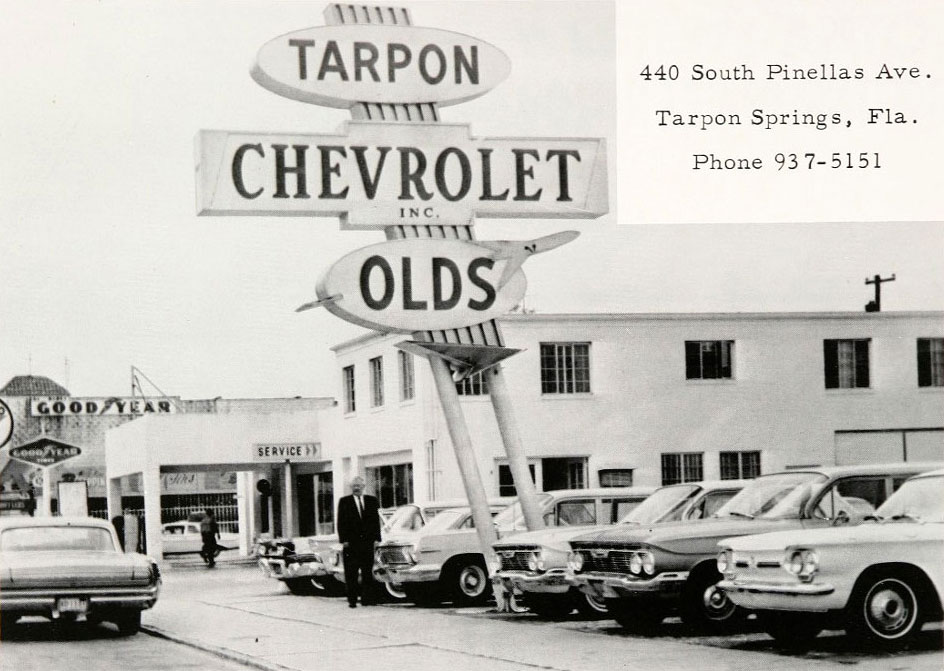 TARPON
CHEVROLET
INC.
OLDS
440 South Pinellas Ave.
Tarpon Springs, Fla.
Phone 937-5151
GOODYEAR
GOODYEAR
SERVICE